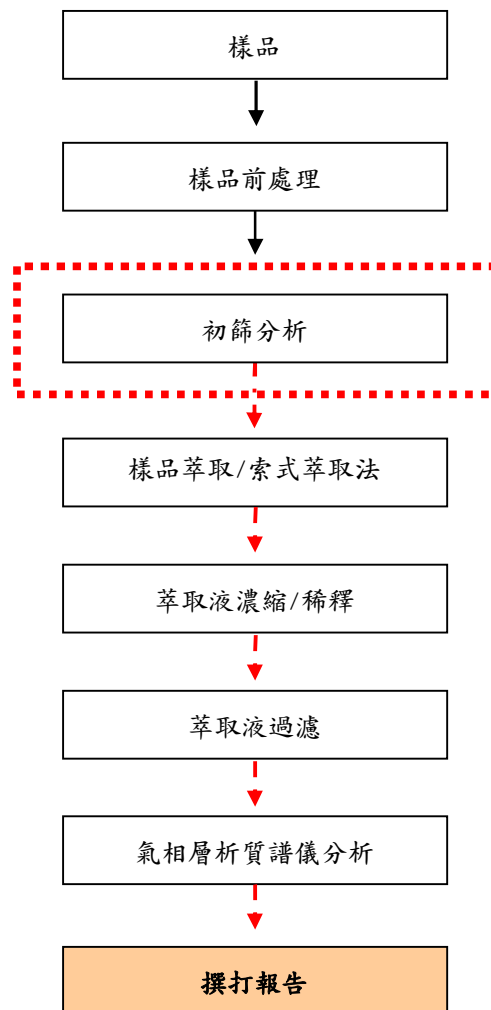 樣品
樣品前處理
初篩分析
樣品萃取/索式萃取法
萃取液濃縮/稀釋
萃取液過濾
氣相層析質譜儀分析
撰打報告